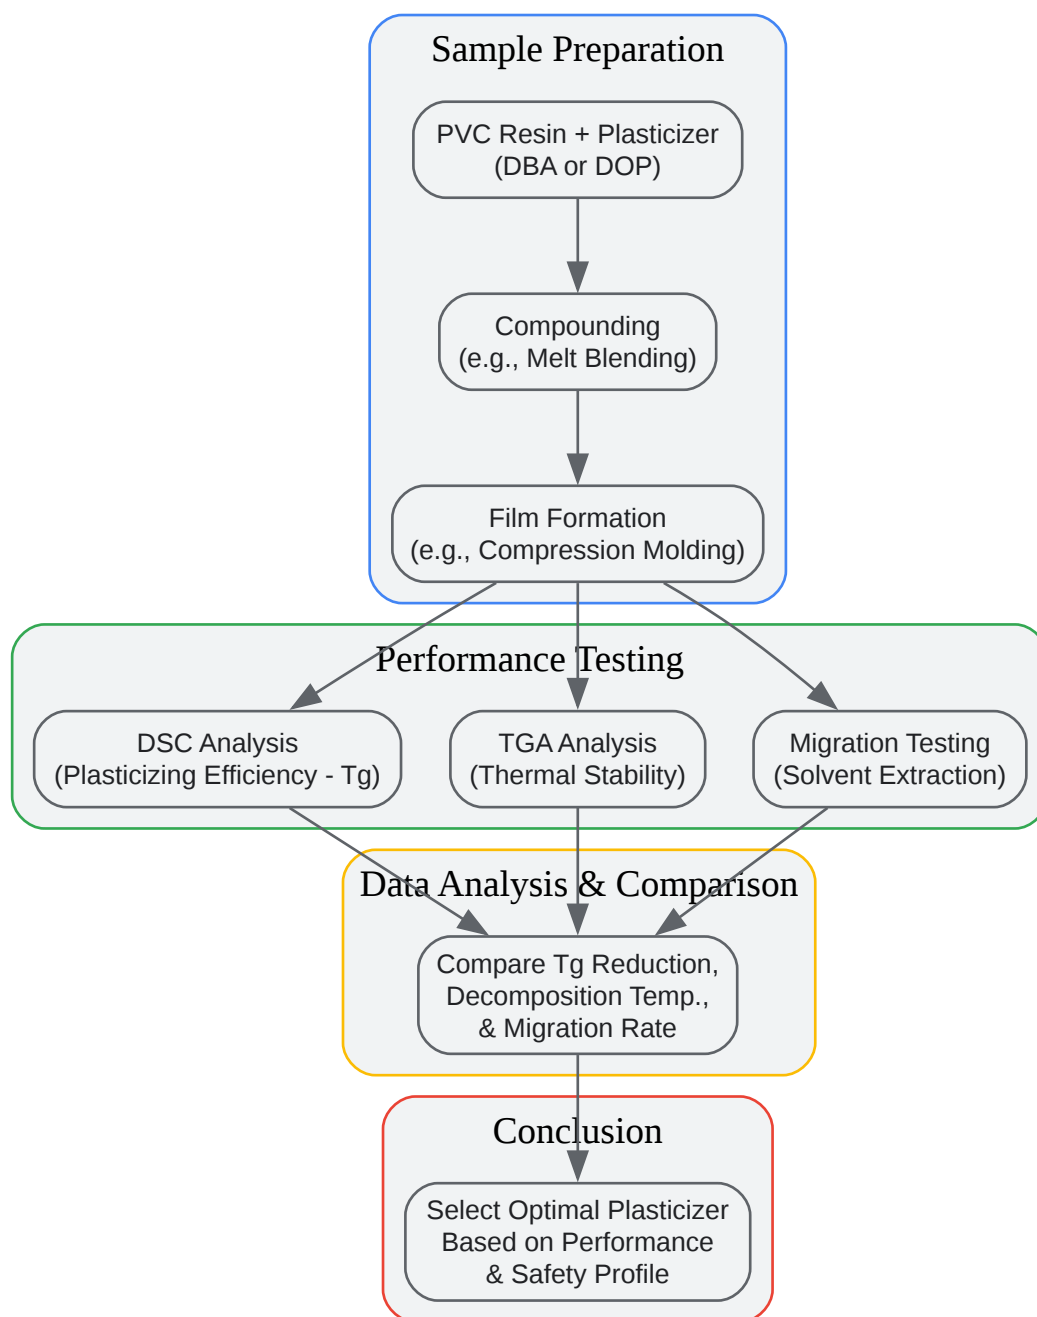 Sample Preparation
PVC Resin + Plasticizer
(DBA or DOP)
Compounding
(e.g., Melt Blending)
Film Formation
(e.g., Compression Molding)
Performance Testing
DSC Analysis
(Plasticizing Efficiency - Tg)
TGA Analysis
(Thermal Stability)
Migration Testing
(Solvent Extraction)
Data Analysis & Comparison
Compare Tg Reduction,
Decomposition Temp.,
& Migration Rate
Conclusion
Select Optimal Plasticizer
Based on Performance
& Safety Profile